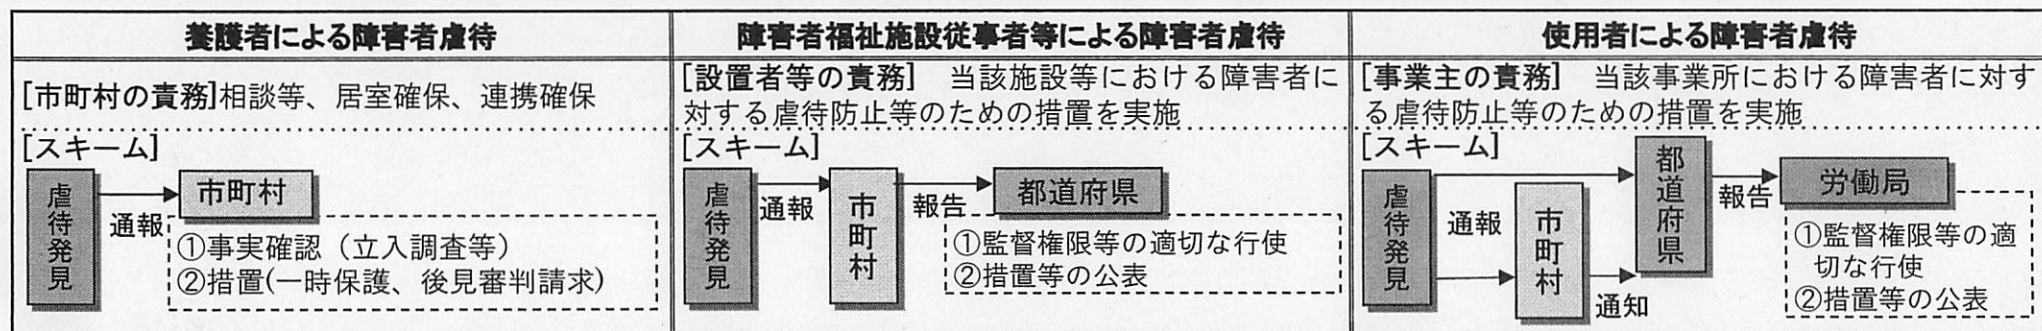 養護者による障害者虐待
[市町村の責務]相談等、居室確保、連携確保
[スキーム]
虐待発見
通報
市町村
①事実確認（立入調査等）
②措置(一時保護、後見審判請求)
障害者福祉施設従事者等による障害者虐待
[設置者等の責務]　当該施設等における障害者に
対する虐待防止等のための措置を実施
[スキーム]
虐待発見
通報
市町村
報告
都道府県
①監督権限等の適切な行使
②措置等の公表
使用者による障害者虐待
[事業主の責務]　当該事業所における障害者に対す
る虐待防止等のための措置を実施
[スキーム]
虐待発見
通報
市町村
通知
都道府県
報告
労働局
①監督権限等の適
切な行使
②措置等の公表